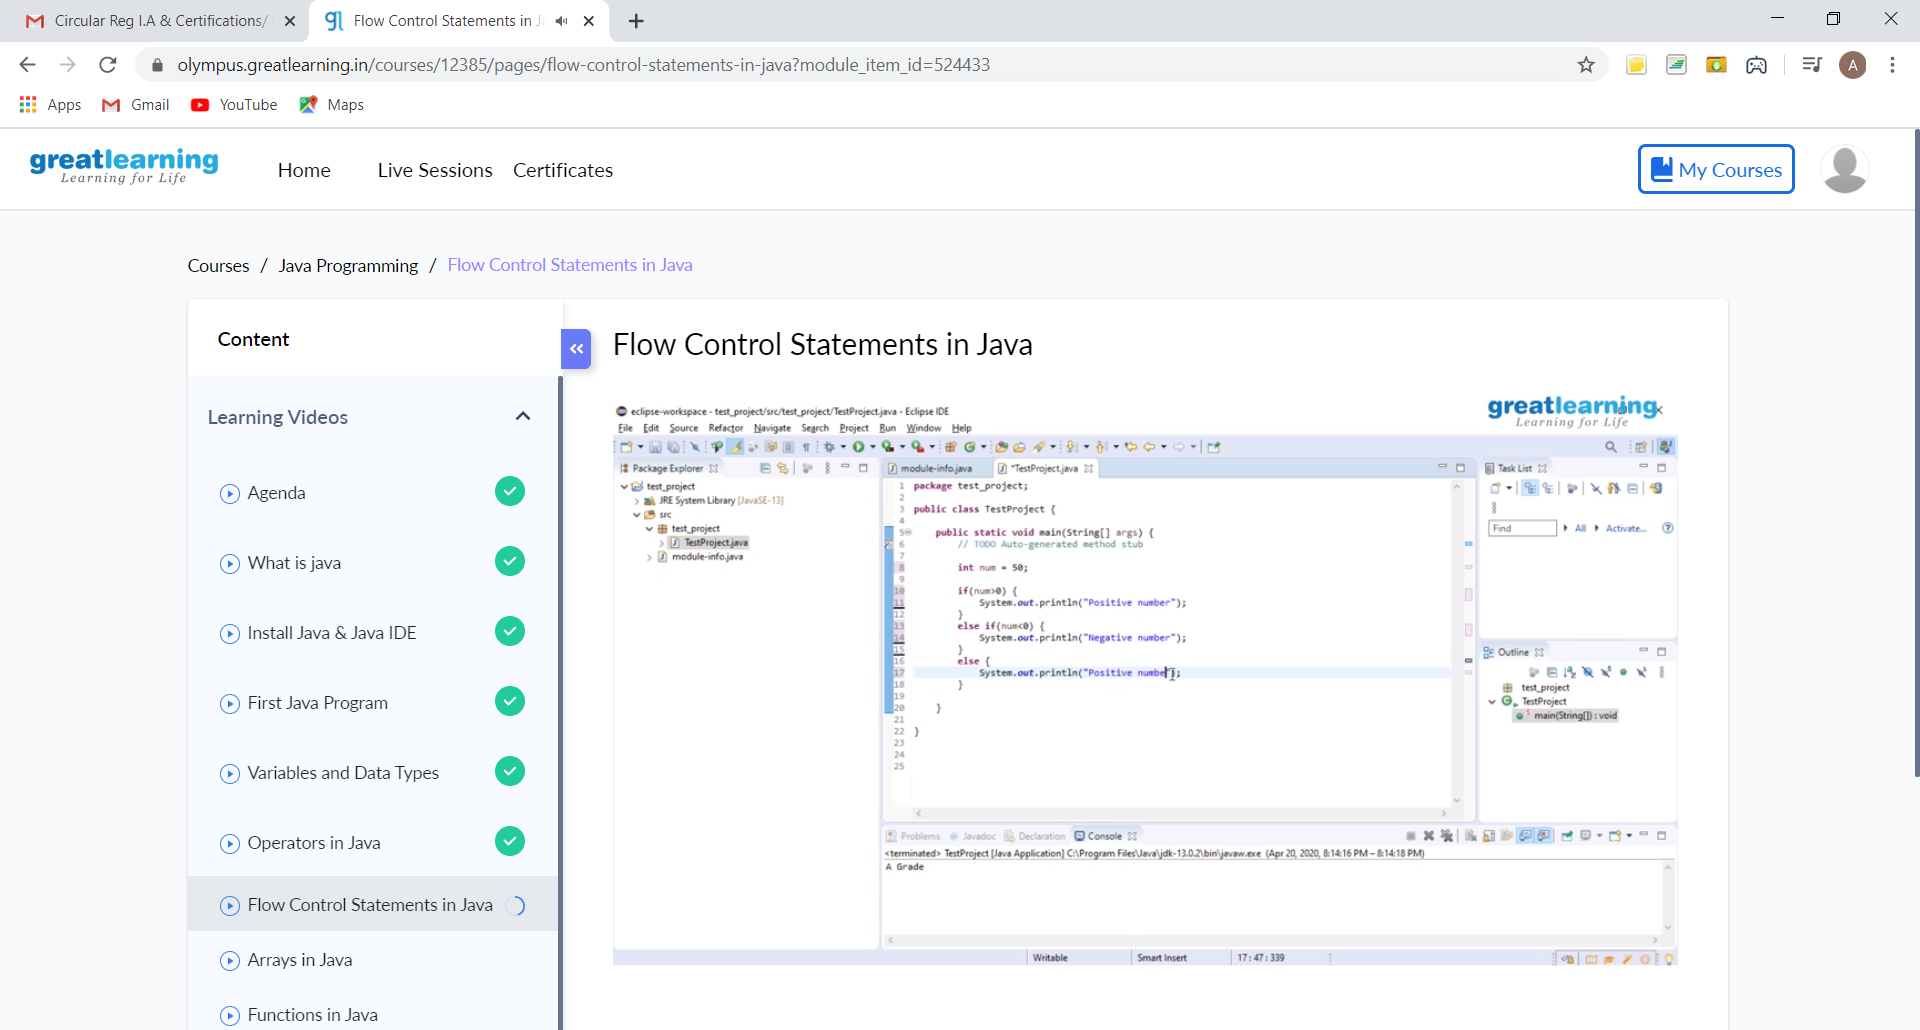 Circular Reg I.A & Certifications/
Flow Control Statements in Ja
olympus.greatlearning.in/courses/12385/pages/flow-control-statements-in-java?module_item_id=524433
A
Apps Gmail YouTube Maps
greatlearning
Learning for Life
Home Live Sessions Certificates
My Courses
Courses / Java Programming / Flow Control Statements in Java
Content
Learning Videos
Agenda
What is java
Install Java & Java IDE
First Java Program
Variables and Data Types
Operators in Java
Flow Control Statements in Java
Arrays in Java
Functions in Java
Flow Control Statements in Java
eclipse-workspace - test_project/src/test_project/TestProject.java - Eclipse IDE
greatlearning
Learning for Life
File Edit Source Refactor Navigate Search Project Run Window Help
Package Explorer
test_project
JRE System Library [JavaSE-13]
src
test_project
TestProject.java
module-info.java
module-info.java *TestProject.java
1 package test_project;
2
3 public class TestProject {
4
5 public static void main(String[] args) {
6 // TODO Auto-generated method stub
7
8 int num = 50;
9
10 if(num>0) {
11 System.out.println("Positive number");
12 }
13 else if(num<0) {
14 System.out.println("Negative number");
15 }
16 else {
17 System.out.println("Positive number");
18 }
19
20 }
21
22 }
23
24
25
Task List
Find All Activate...
Outline
test_project
TestProject
main(String[]) : void
Problems Javadoc Declaration Console
<terminated> TestProject [Java Application] C:\Program Files\Java\jdk-13.0.2\bin\javaw.exe (Apr 20, 2020, 8:14:16 PM – 8:14:18 PM)
A Grade
Writable Smart Insert 17 : 47 : 339